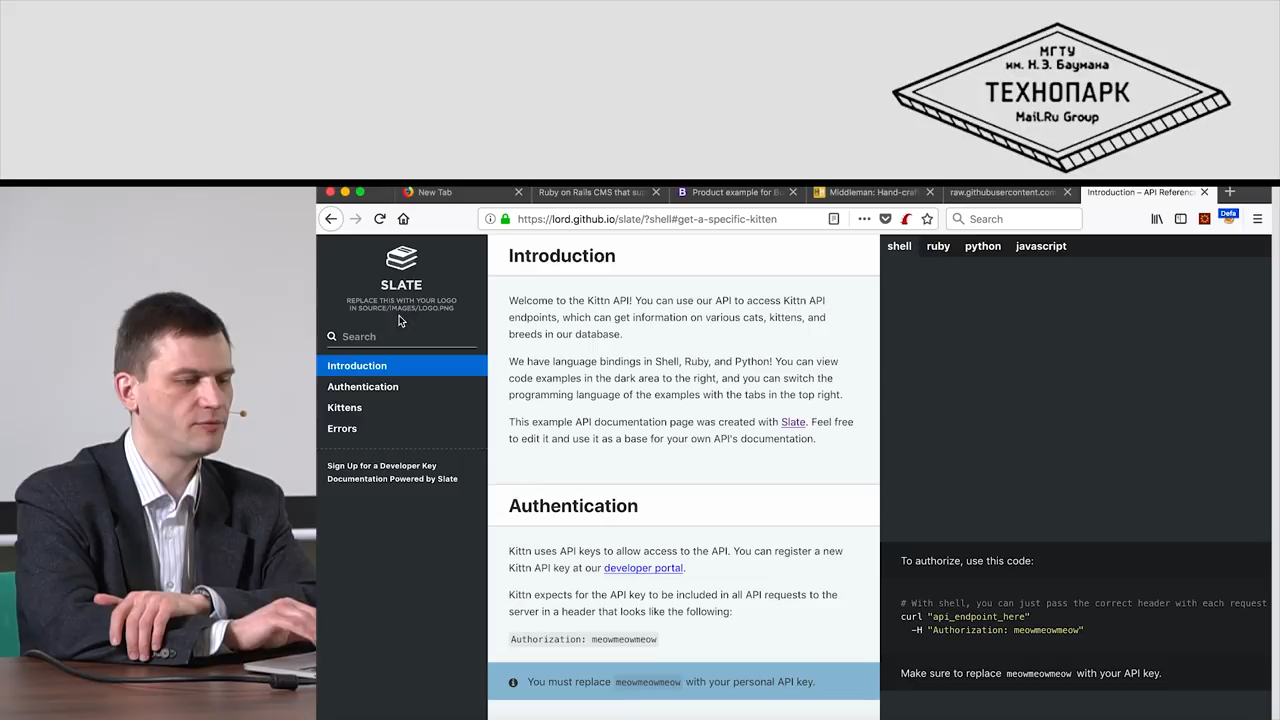 МГТУ
им. Н.Э. Баумана
ТЕХНОПАРК
Mail.Ru Group
New Tab
Ruby on Rails CMS that su
Product example for B
Middleman: Hand-cra
raw.githubusercontent.com
Introduction – API Referenc
https://lord.github.io/slate/?shell#get-a-specific-kitten
Search
Defa
SLATE
REPLACE THIS WITH YOUR LOGO
IN SOURCE/IMAGES/LOGO.PNG
Search
Introduction
Authentication
Kittens
Errors
Sign Up for a Developer Key
Documentation Powered by Slate
Introduction
Welcome to the Kittn API! You can use our API to access Kittn API
endpoints, which can get information on various cats, kittens, and
breeds in our database.
We have language bindings in Shell, Ruby, and Python! You can view
code examples in the dark area to the right, and you can switch the
programming language of the examples with the tabs in the top right.
This example API documentation page was created with Slate. Feel free
to edit it and use it as a base for your own API's documentation.
Authentication
Kittn uses API keys to allow access to the API. You can register a new
Kittn API key at our developer portal.
Kittn expects for the API key to be included in all API requests to the
server in a header that looks like the following:
Authorization: meowmeowmeow
You must replace meowmeowmeow with your personal API key.
shell ruby python javascript
To authorize, use this code:
# With shell, you can just pass the correct header with each request
curl "api_endpoint_here"
-H "Authorization: meowmeowmeow"
Make sure to replace meowmeowmeow with your API key.